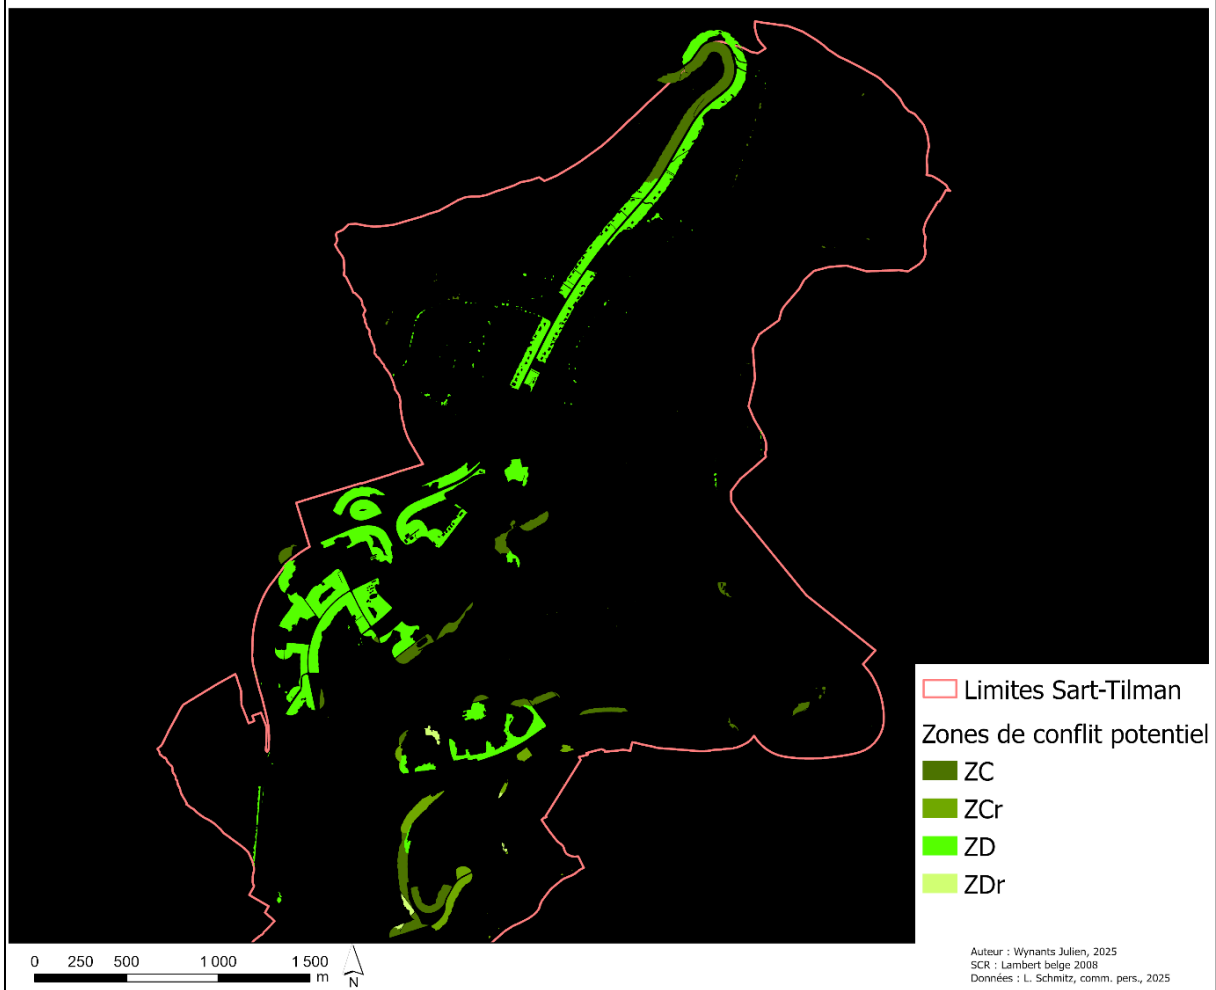 Limites Sart-Tilman
Zones de conflit potentiel
ZC
ZCr
ZD
ZDr
0 250 500 1 000 1 500
m
N
Auteur : Wynants Julien, 2025
SCR : Lambert belge 2008
Données : L. Schmitz, comm. pers., 2025